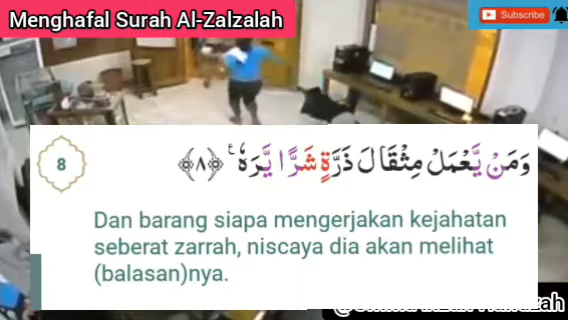 Menghafal Surah Al-Zalzalah
Subscribe
8
وَمَنْ يَّعْمَلْ مِثْقَالَ ذَرَّةٍ شَرًّا يَّرَهٗ ࣖ ﴿٨﴾
Dan barang siapa mengerjakan kejahatan
seberat zarrah, niscaya dia akan melihat
(balasan)nya.